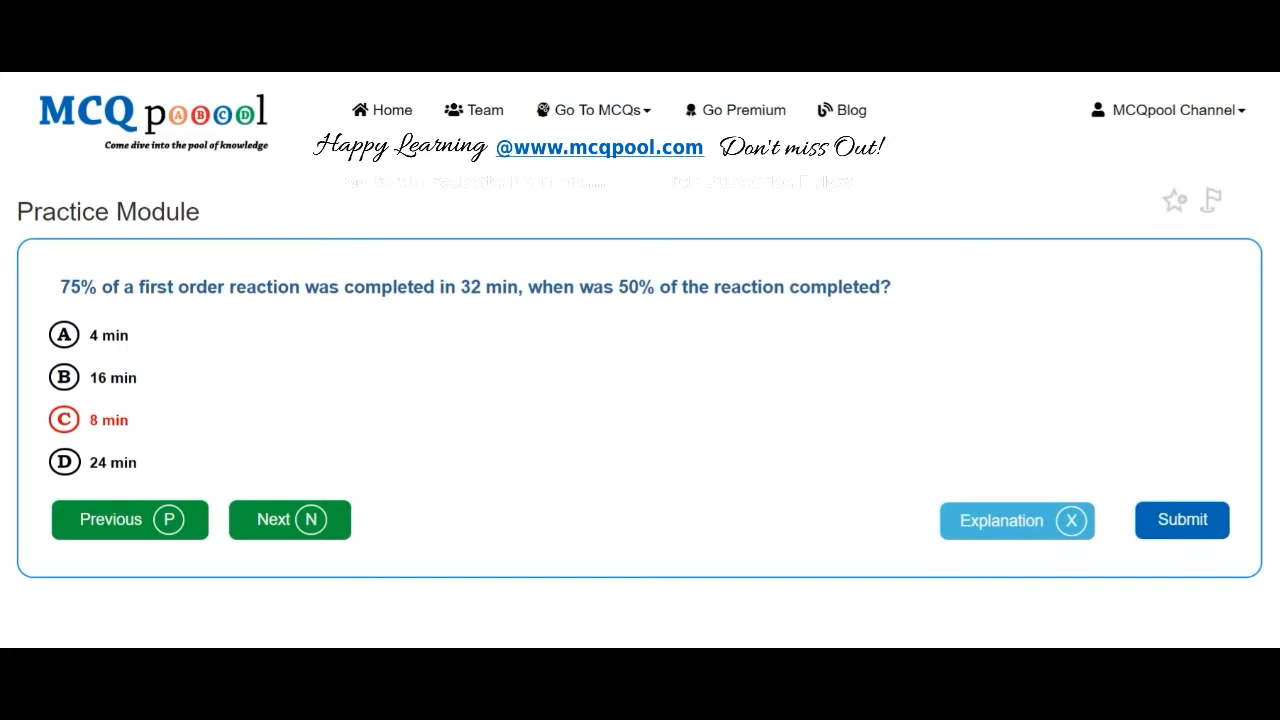 MCQ pooool
Come dive into the pool of knowledge
Home Team Go To MCQs Go Premium Blog MCQpool Channel
Happy Learning @www.mcqpool.com Don't miss Out!
Practice Module
75% of a first order reaction was completed in 32 min, when was 50% of the reaction completed?
A 4 min
B 16 min
C 8 min
D 24 min
Previous P Next N Explanation X Submit